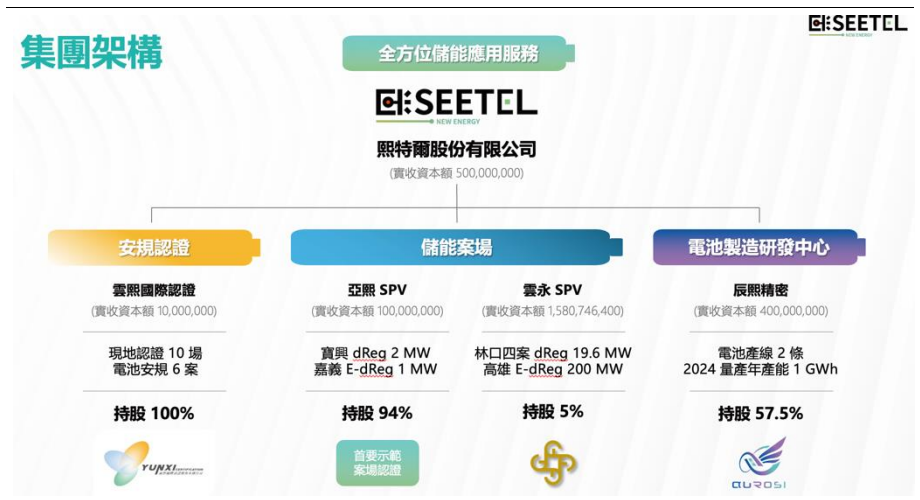 SEETEL
NEW ENERGY
集團架構
全方位儲能應用服務
SEETEL
NEW ENERGY
熙特爾股份有限公司
(實收資本額 500,000,000)
安規認證
儲能案場
電池製造研發中心
雲熙國際認證
(實收資本額 10,000,000)
現地認證 10 場
電池安規 6 案
持股 100%
YUNXI
亞熙 SPV
(實收資本額 100,000,000)
寶興 dReg 2 MW
嘉義 E-dReg 1 MW
持股 94%
首要示範
案場認證
雲永 SPV
(實收資本額 1,580,746,400)
林口四案 dReg 19.6 MW
高雄 E-dReg 200 MW
持股 5%
辰熙精密
(實收資本額 400,000,000)
電池產線 2 條
2024 量產年產能 1 GWh
持股 57.5%
aurosi